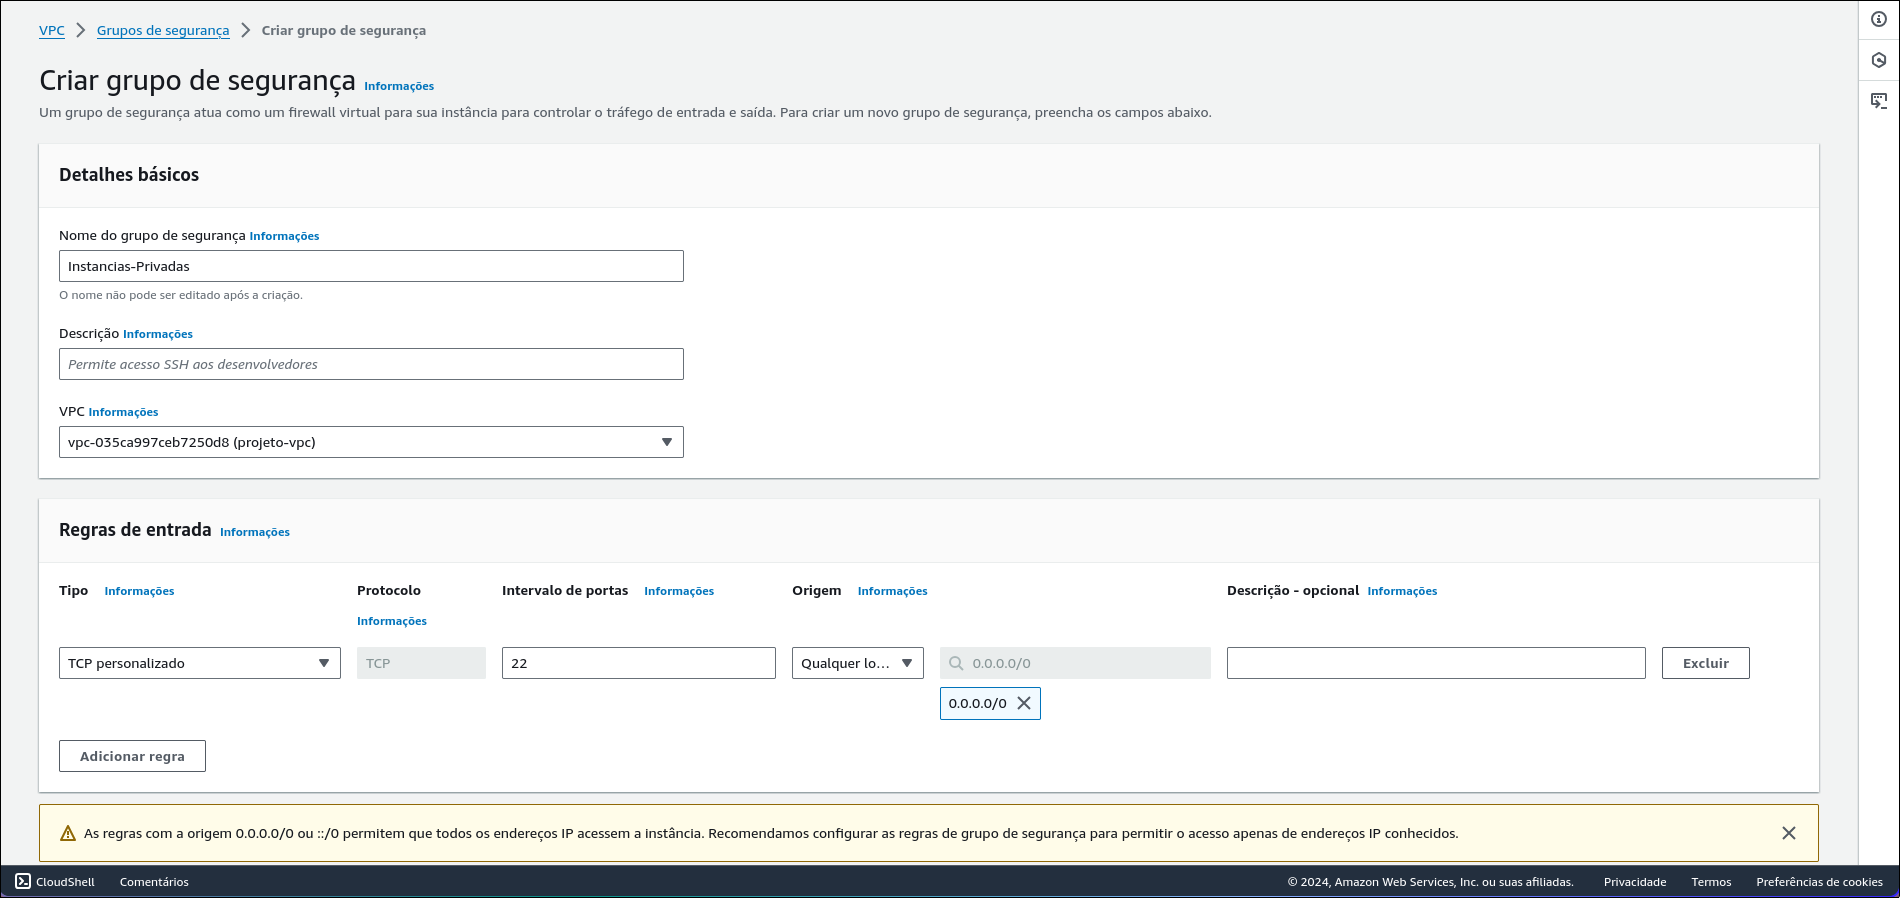 VPC > Grupos de segurança > Criar grupo de segurança
Criar grupo de segurança Informações
Um grupo de segurança atua como um firewall virtual para sua instância para controlar o tráfego de entrada e saída. Para criar um novo grupo de segurança, preencha os campos abaixo.
Detalhes básicos
Nome do grupo de segurança Informações
Instancias-Privadas
O nome não pode ser editado após a criação.
Descrição Informações
Permite acesso SSH aos desenvolvedores
VPC Informações
vpc-035ca997ceb7250d8 (projeto-vpc)
Regras de entrada Informações
Tipo Informações Protocolo Intervalo de portas Informações Origem Informações Descrição - opcional Informações
Informações
TCP personalizado TCP 22 Qualquer lo... 0.0.0.0/0 Excluir
0.0.0.0/0
Adicionar regra
As regras com a origem 0.0.0.0/0 ou ::/0 permitem que todos os endereços IP acessem a instância. Recomendamos configurar as regras de grupo de segurança para permitir o acesso apenas de endereços IP conhecidos.
CloudShell Comentários © 2024, Amazon Web Services, Inc. ou suas afiliadas. Privacidade Termos Preferências de cookies